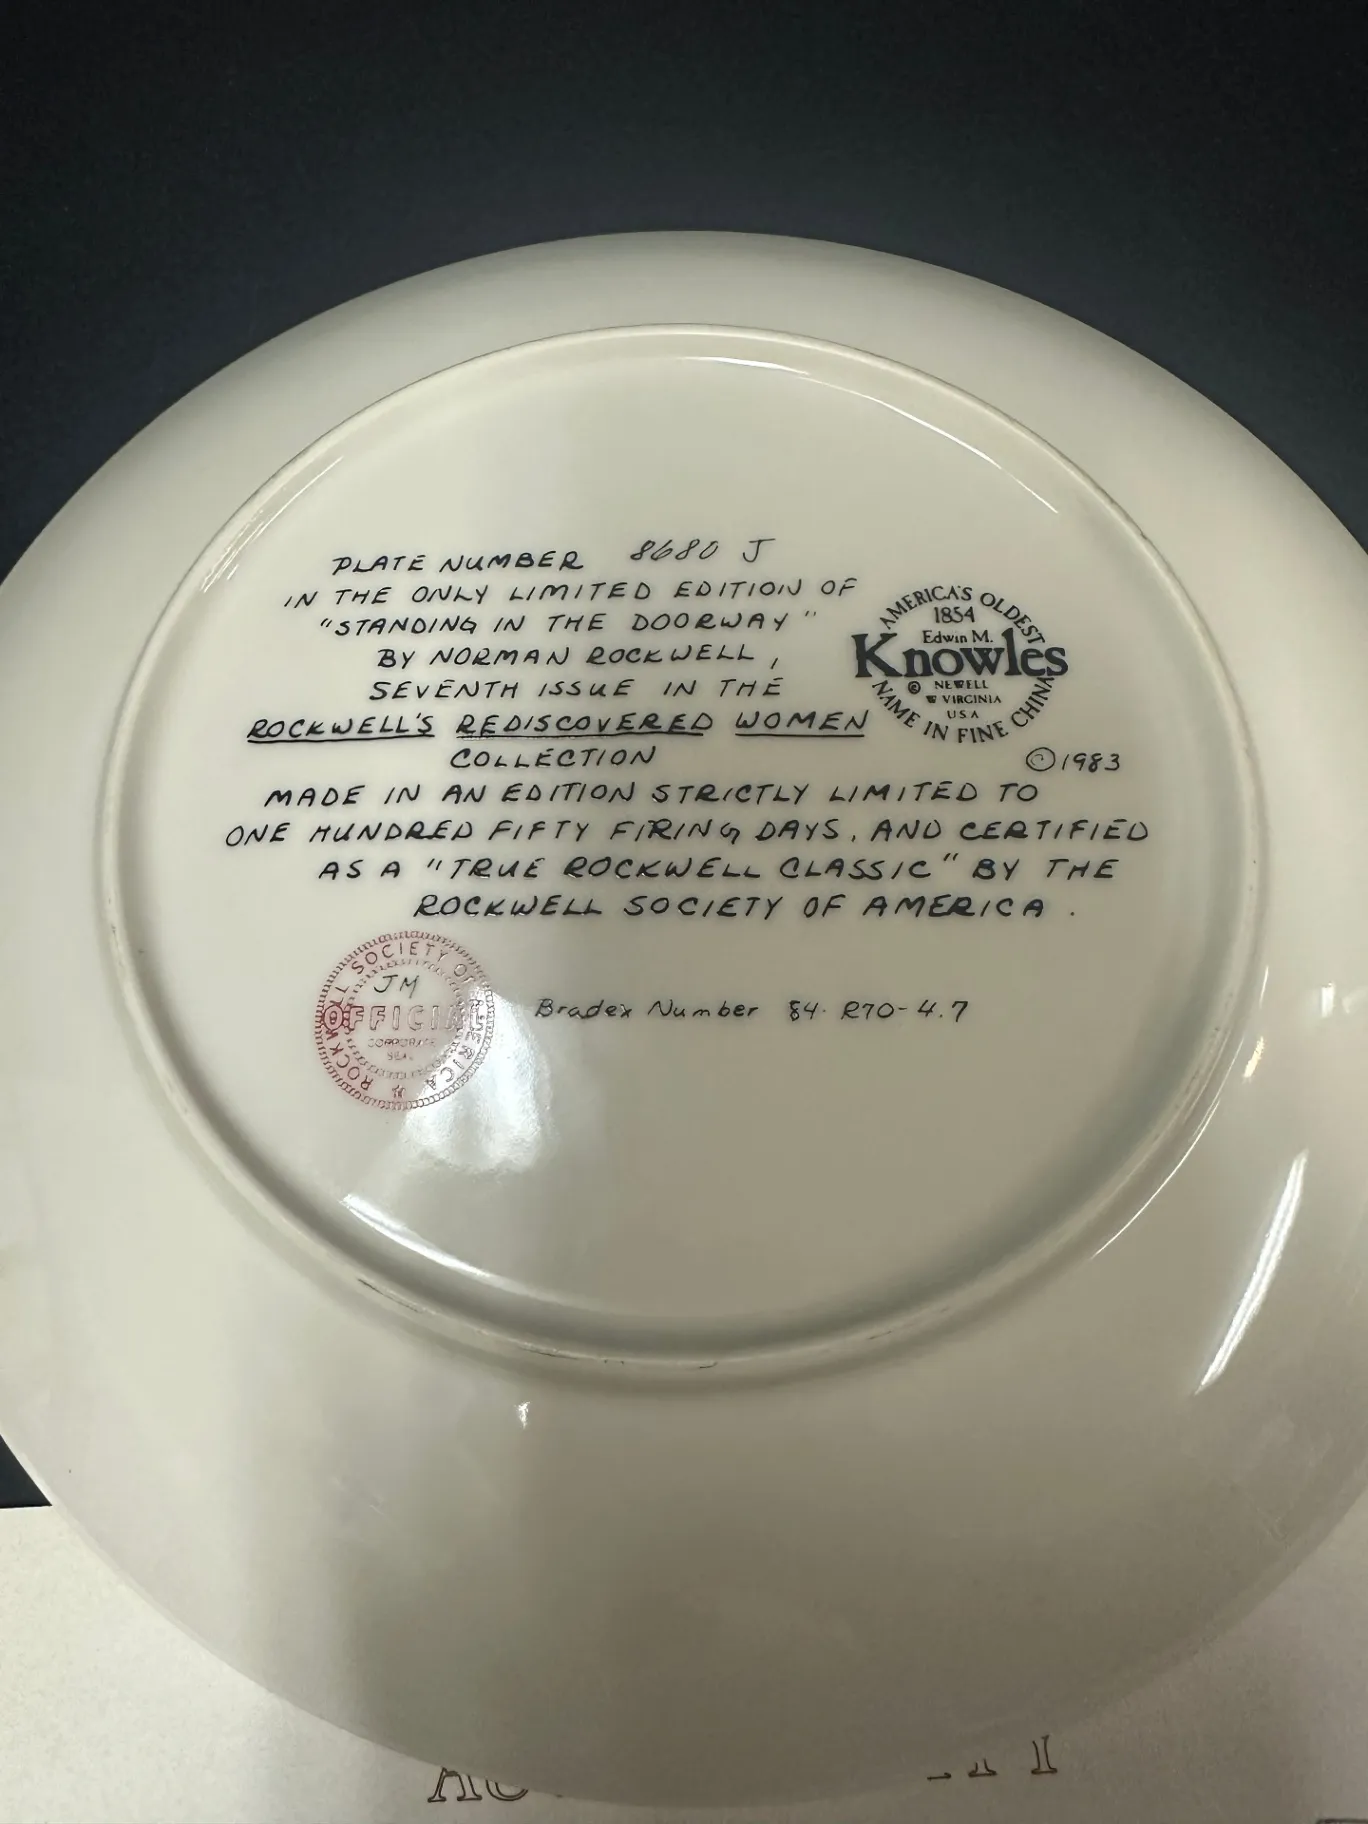 PLATE NUMBER 8680 J
IN THE ONLY LIMITED EDITION OF
"STANDING IN THE DOORWAY"
BY NORMAN ROCKWELL,
SEVENTH ISSUE IN THE
ROCKWELL'S REDISCOVERED WOMEN
COLLECTION
AMERICA'S OLDEST
1854
Edwin M.
Knowles
© NEWELL
W VIRGINIA
USA
NAME IN FINE CHINA
©1983
MADE IN AN EDITION STRICTLY LIMITED TO
ONE HUNDRED FIFTY FIRING DAYS, AND CERTIFIED
AS A "TRUE ROCKWELL CLASSIC" BY THE
ROCKWELL SOCIETY OF AMERICA.
ROCKWELL SOCIETY OF AMERICA
JM
OFFICIAL
CORPORATE
SEAL
Bradex Number 84-R70-4.7